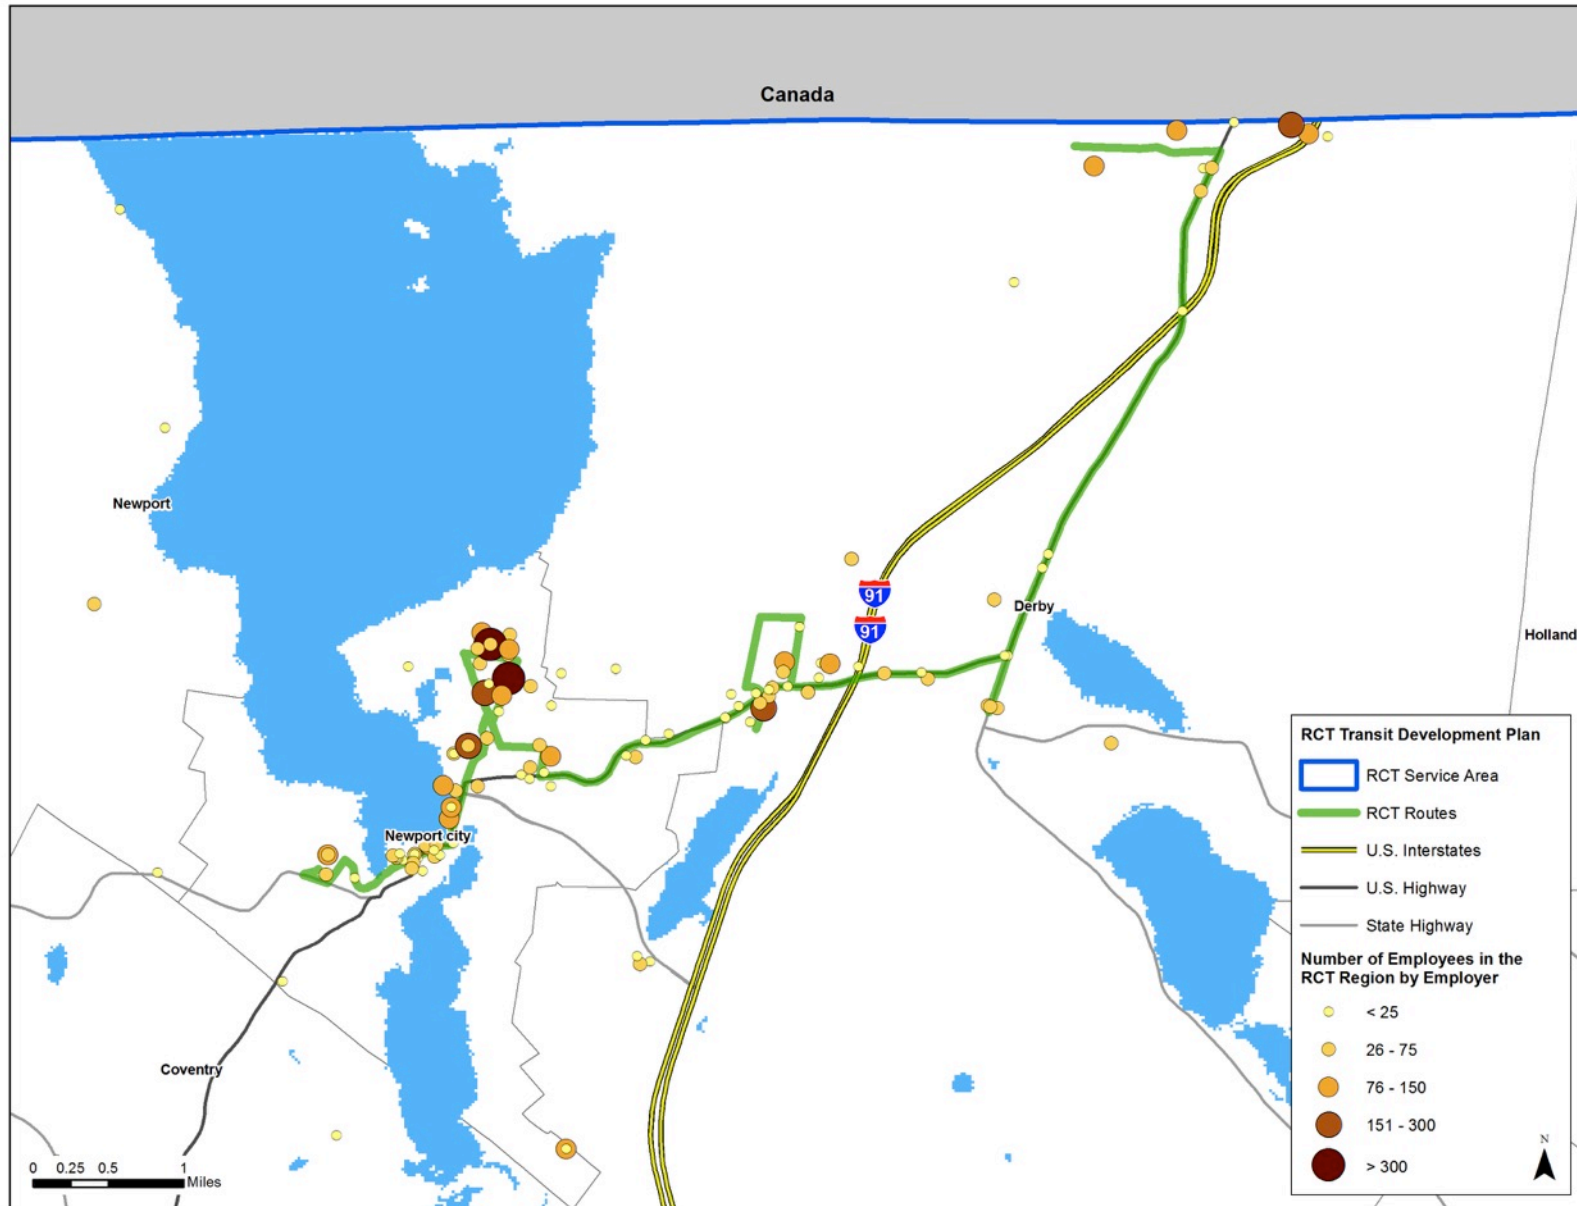 Canada
Newport
91
91
Derby
Holland
Newport city
Coventry
RCT Transit Development Plan
RCT Service Area
RCT Routes
U.S. Interstates
U.S. Highway
State Highway
Number of Employees in the
RCT Region by Employer
< 25
26 - 75
76 - 150
151 - 300
> 300
N
0 0.25 0.5 1
Miles